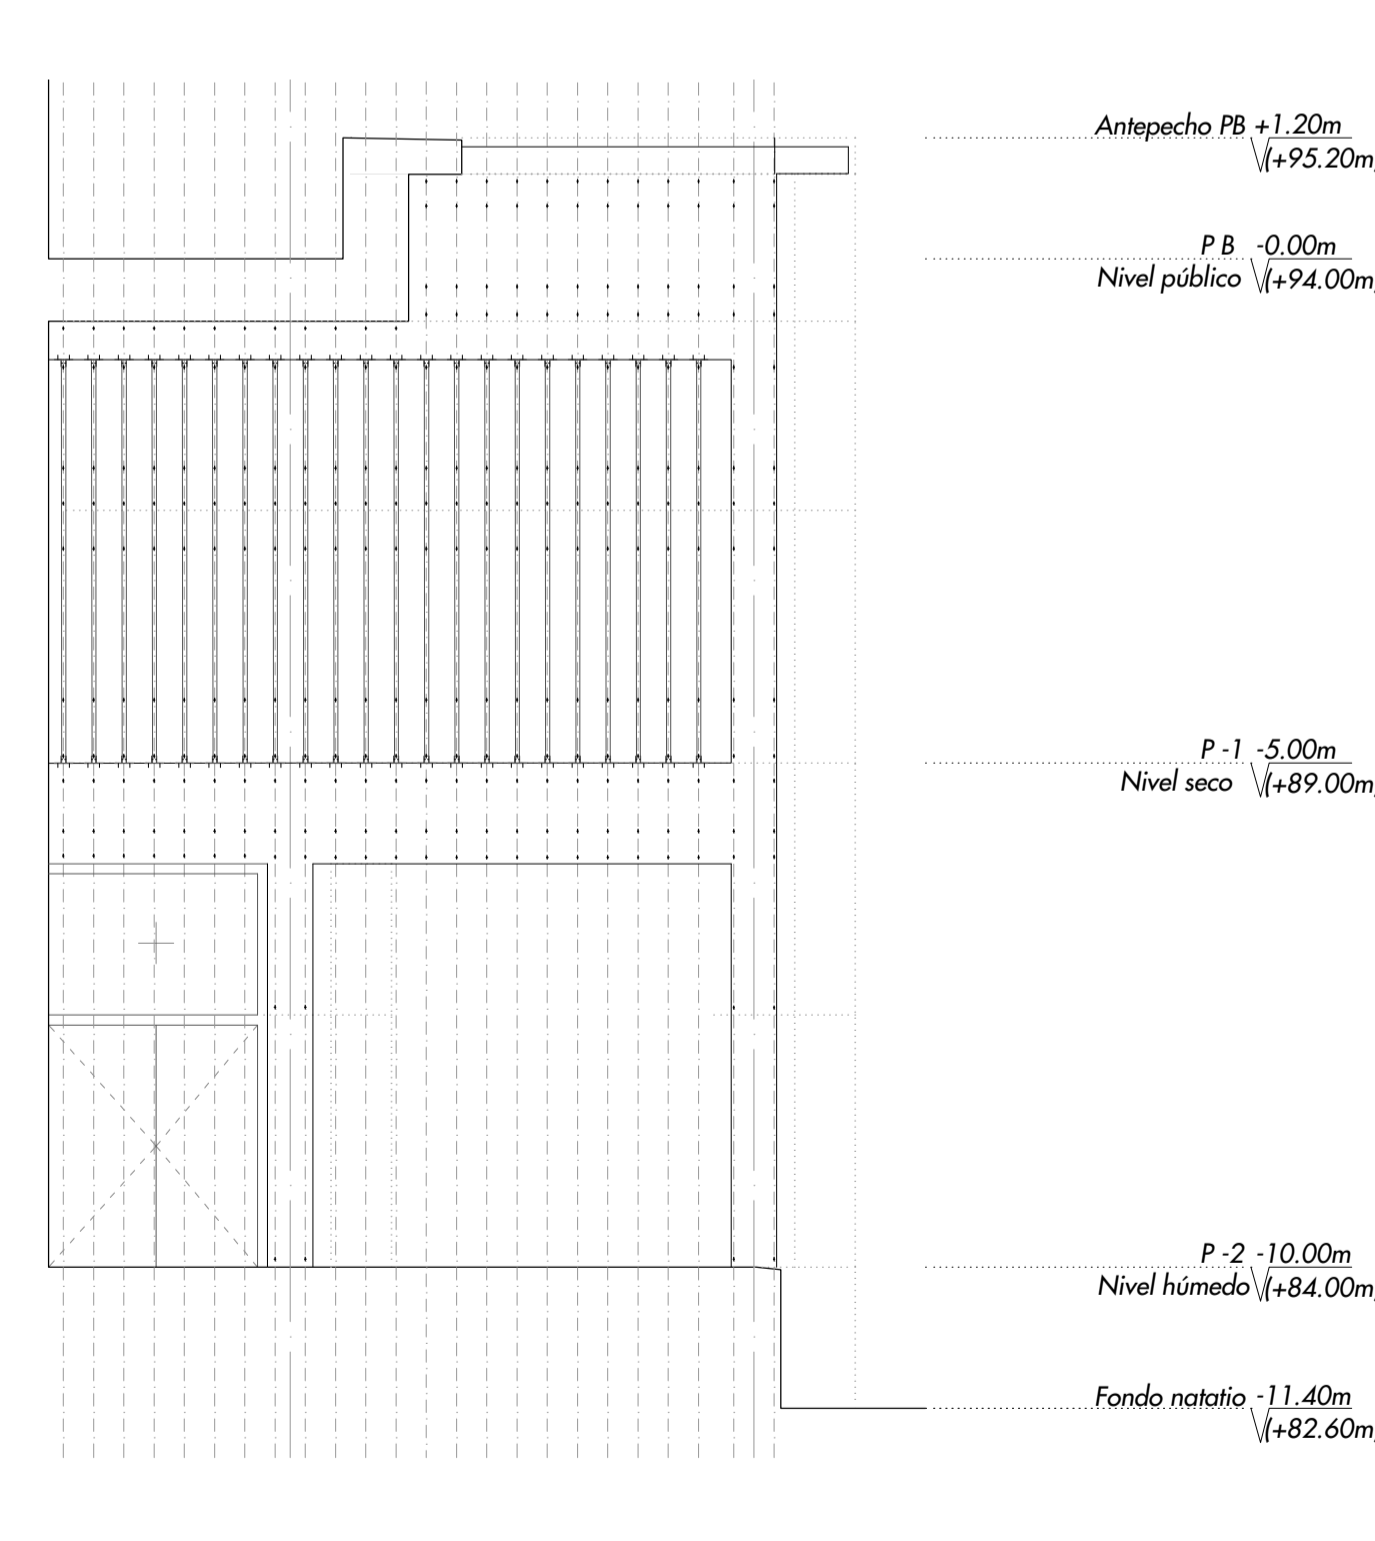 Antepecho PB +1.20m
(+95.20m
P B -0.00m
Nivel público (+94.00m
P -1 -5.00m
Nivel seco (+89.00m
P -2 -10.00m
Nivel húmedo (+84.00m
Fondo natatio -11.40m
(+82.60m